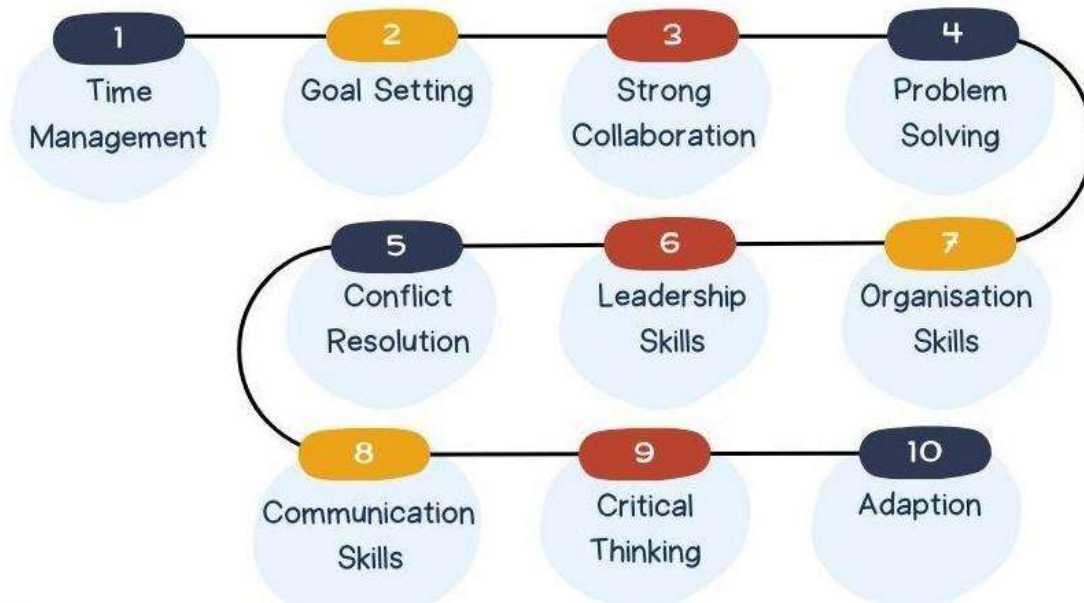 1
Time
Management
2
Goal Setting
3
Strong
Collaboration
4
Problem
Solving
5
Conflict
Resolution
6
Leadership
Skills
7
Organisation
Skills
8
Communication
Skills
9
Critical
Thinking
10
Adaption